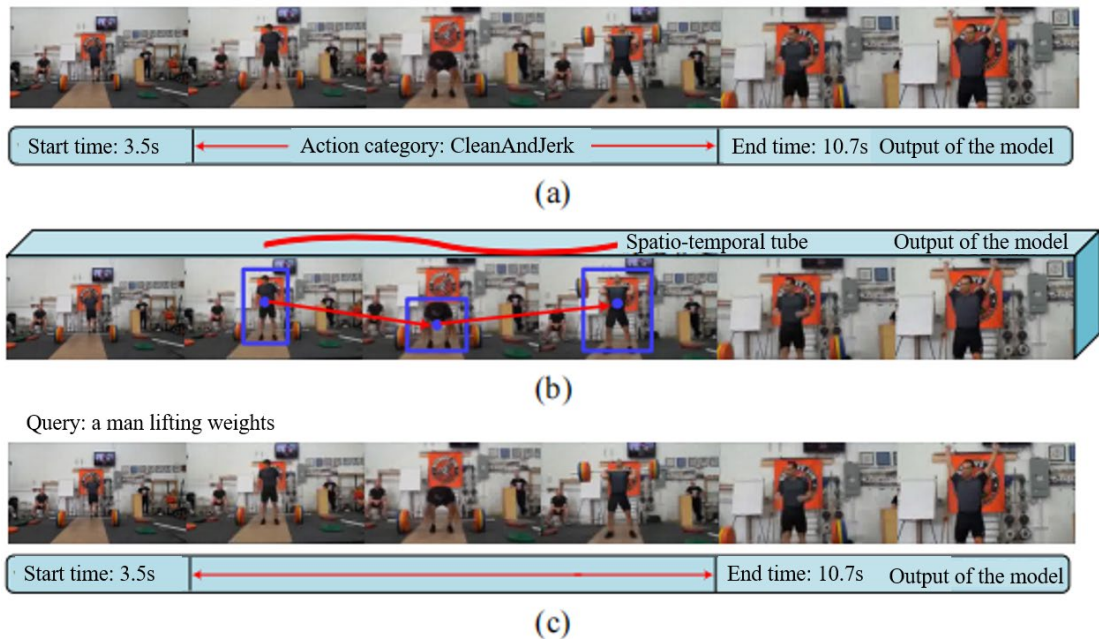 Start time: 3.5s Action category: CleanAndJerk End time: 10.7s Output of the model
(a)
Spatio-temporal tube Output of the model
(b)
Query: a man lifting weights
Start time: 3.5s End time: 10.7s Output of the model
(c)